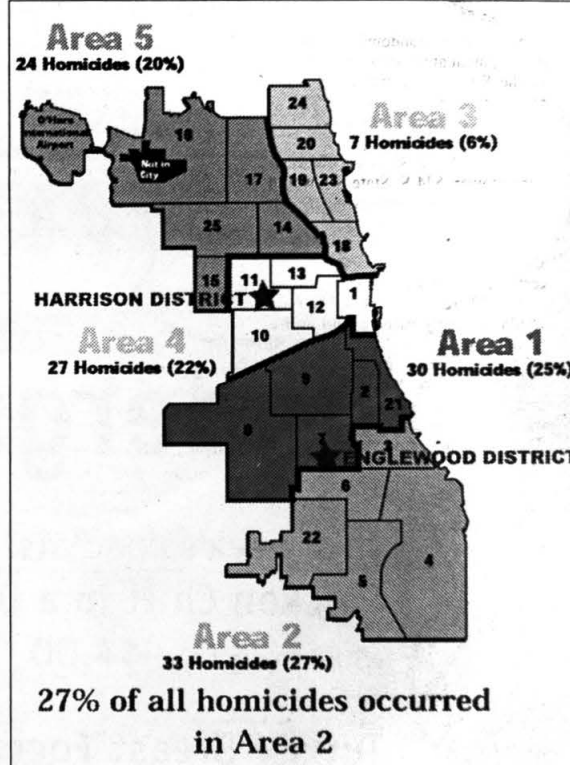 Area 5
24 Homicides (20%)
24
O'Hare
International
Airport
16
Area 3
20
7 Homicides (6%)
Not in
City
17
19
23
25
14
18
15
11
13
HARRISON DISTRICT
12
1
Area 4
10
Area 1
27 Homicides (22%)
30 Homicides (25%)
9
2
21
8
7
3
ENGLEWOOD DISTRICT
6
22
4
5
Area 2
33 Homicides (27%)
27% of all homicides occurred
in Area 2